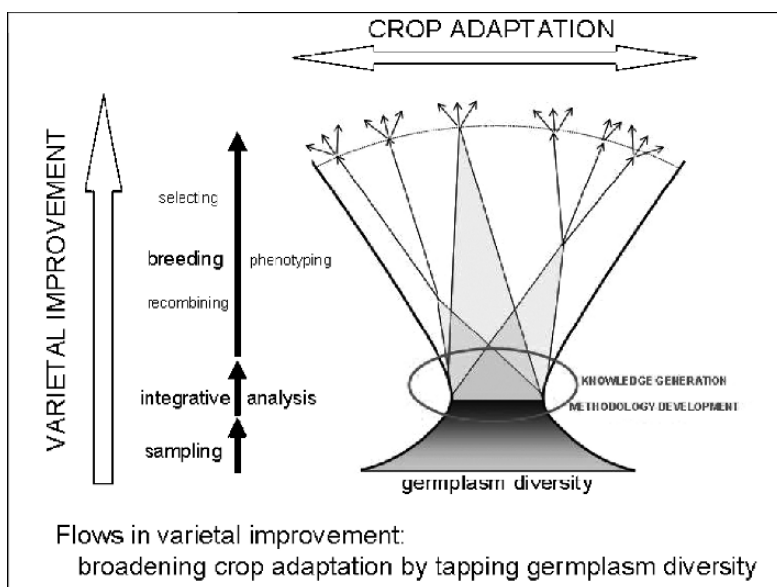 CROP ADAPTATION
VARIETAL IMPROVEMENT
selecting
breeding phenotyping
recombining
integrative analysis
sampling
KNOWLEDGE GENERATION
METHODOLOGY DEVELOPMENT
germplasm diversity
Flows in varietal improvement:
broadening crop adaptation by tapping germplasm diversity